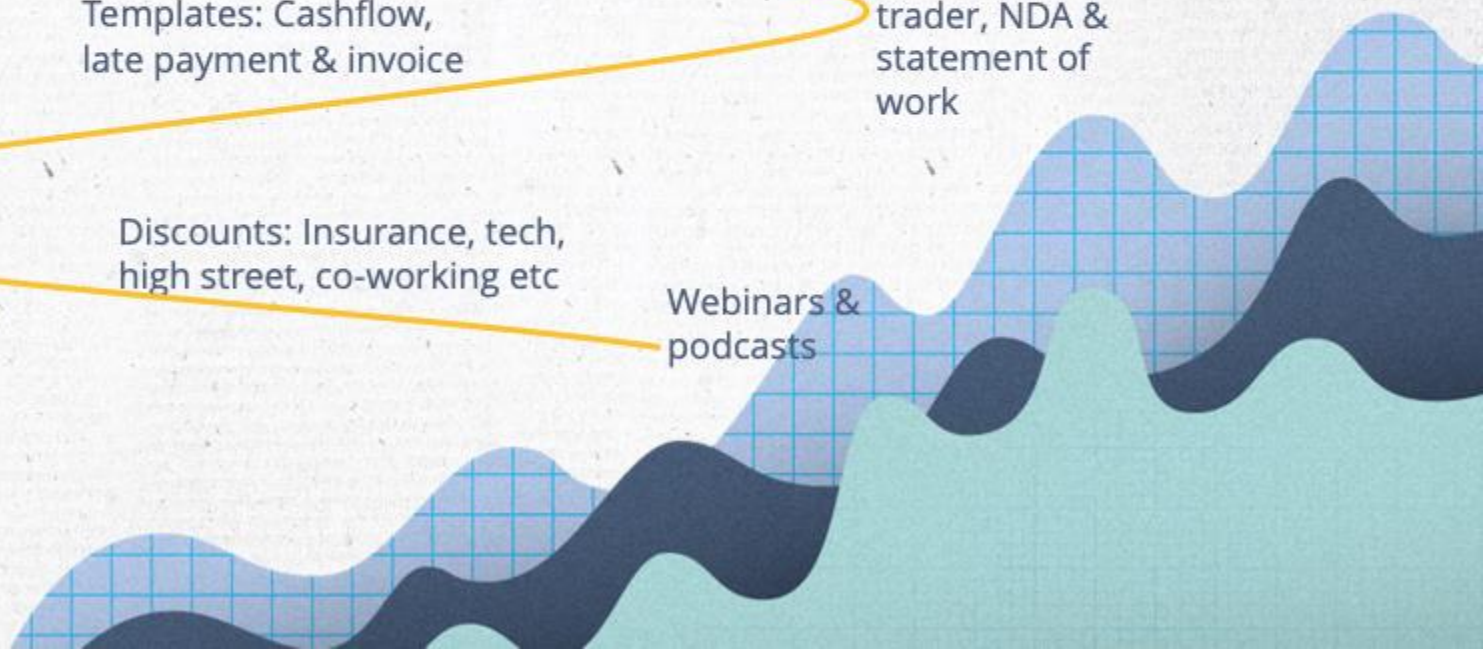 Templates: Cashflow,
late payment & invoice
trader, NDA &
statement of
work
Discounts: Insurance, tech,
high street, co-working etc
Webinars &
podcasts